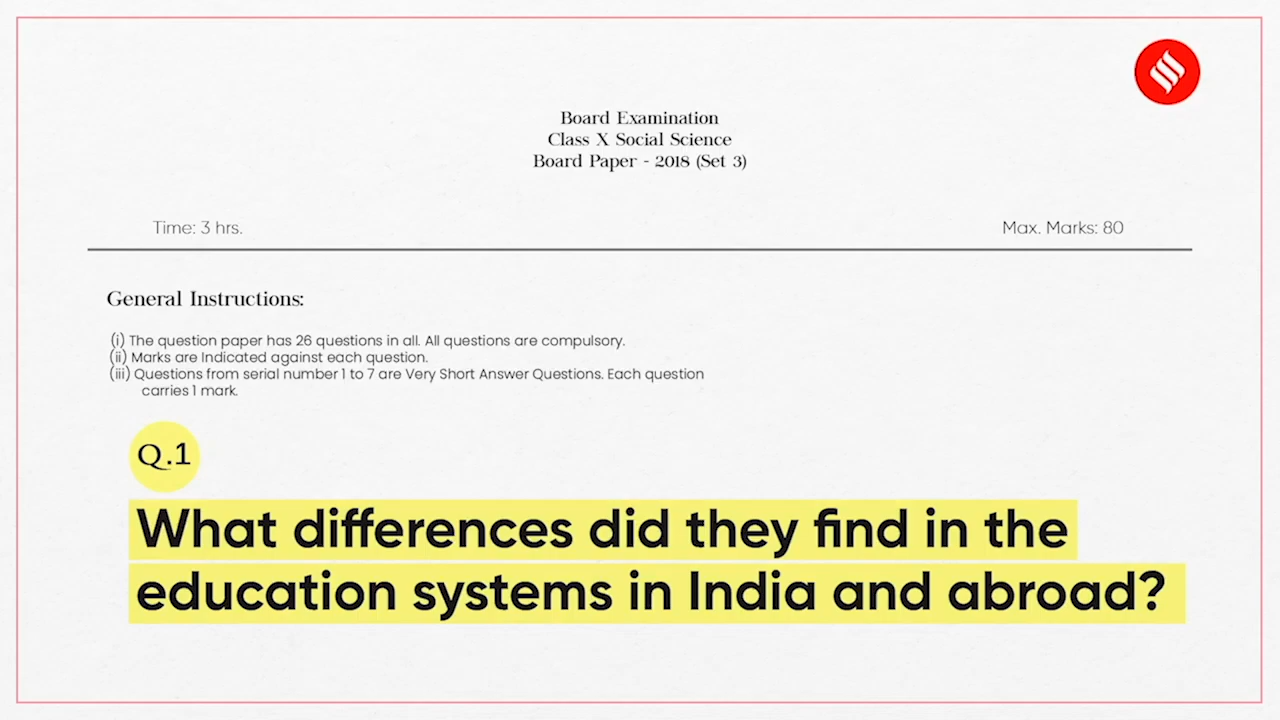 Board Examination
Class X Social Science
Board Paper - 2018 (Set 3)
Time: 3 hrs.
Max. Marks: 80
General Instructions:
(i) The question paper has 26 questions in all. All questions are compulsory.
(ii) Marks are Indicated against each question.
(iii) Questions from serial number 1 to 7 are Very Short Answer Questions. Each question
carries 1 mark.
Q.1
What differences did they find in the
education systems in India and abroad?